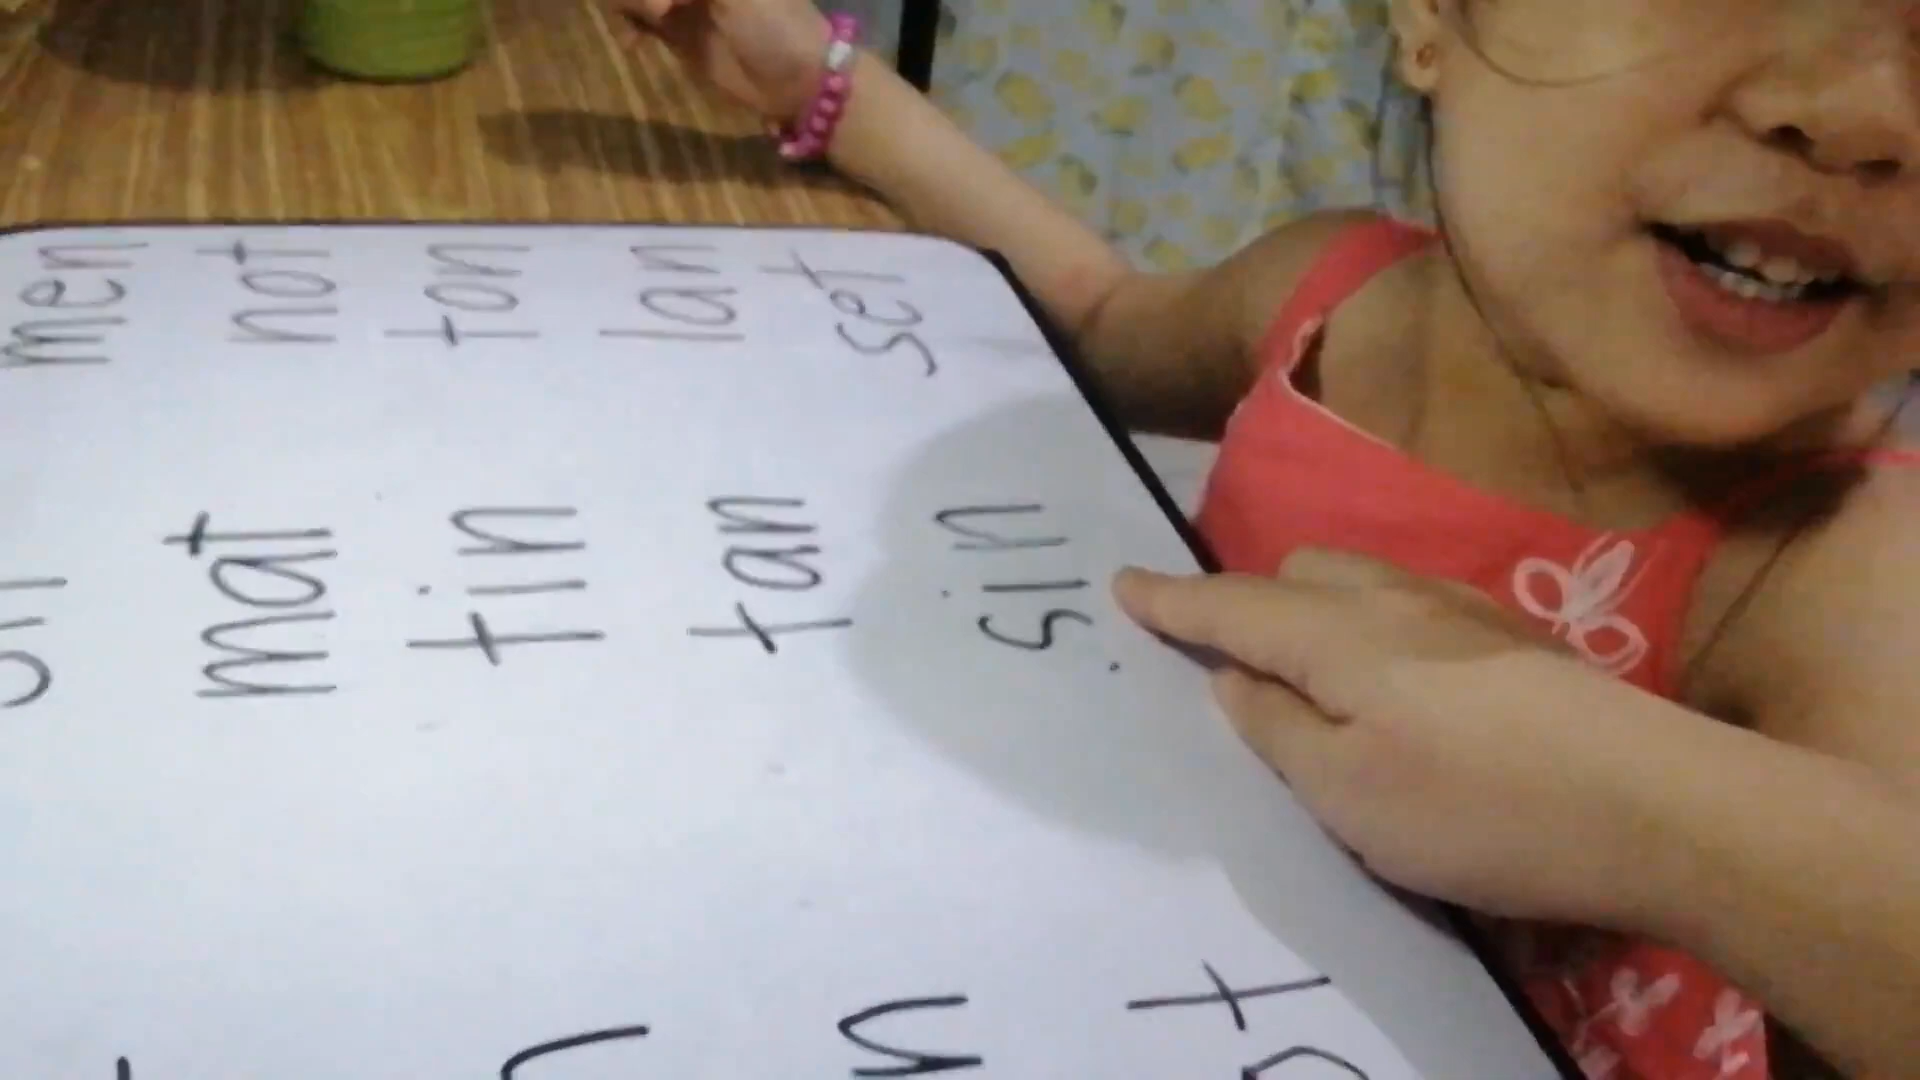 men
mat not
tin ton
tan lan
sin set